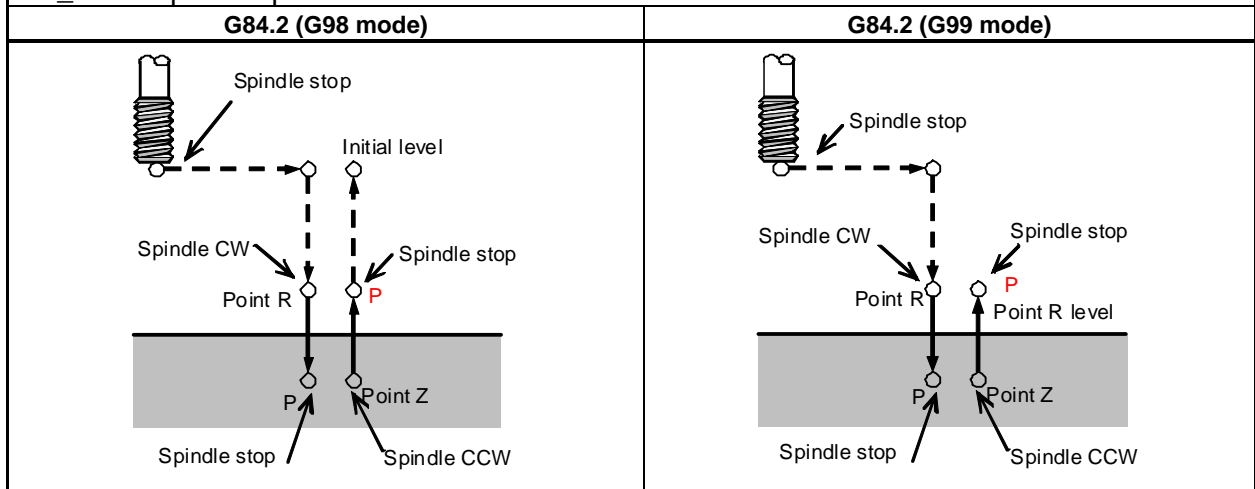 G84.2 (G98 mode)
Spindle stop
Initial level
Spindle CW
Spindle stop
Point R
P
P
Point Z
Spindle stop
Spindle CCW
G84.2 (G99 mode)
Spindle stop
Spindle CW
Spindle stop
Point R
P
Point R level
P
Point Z
Spindle stop
Spindle CCW